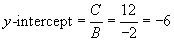 y-intercept = C/B = 12/−2 = −6